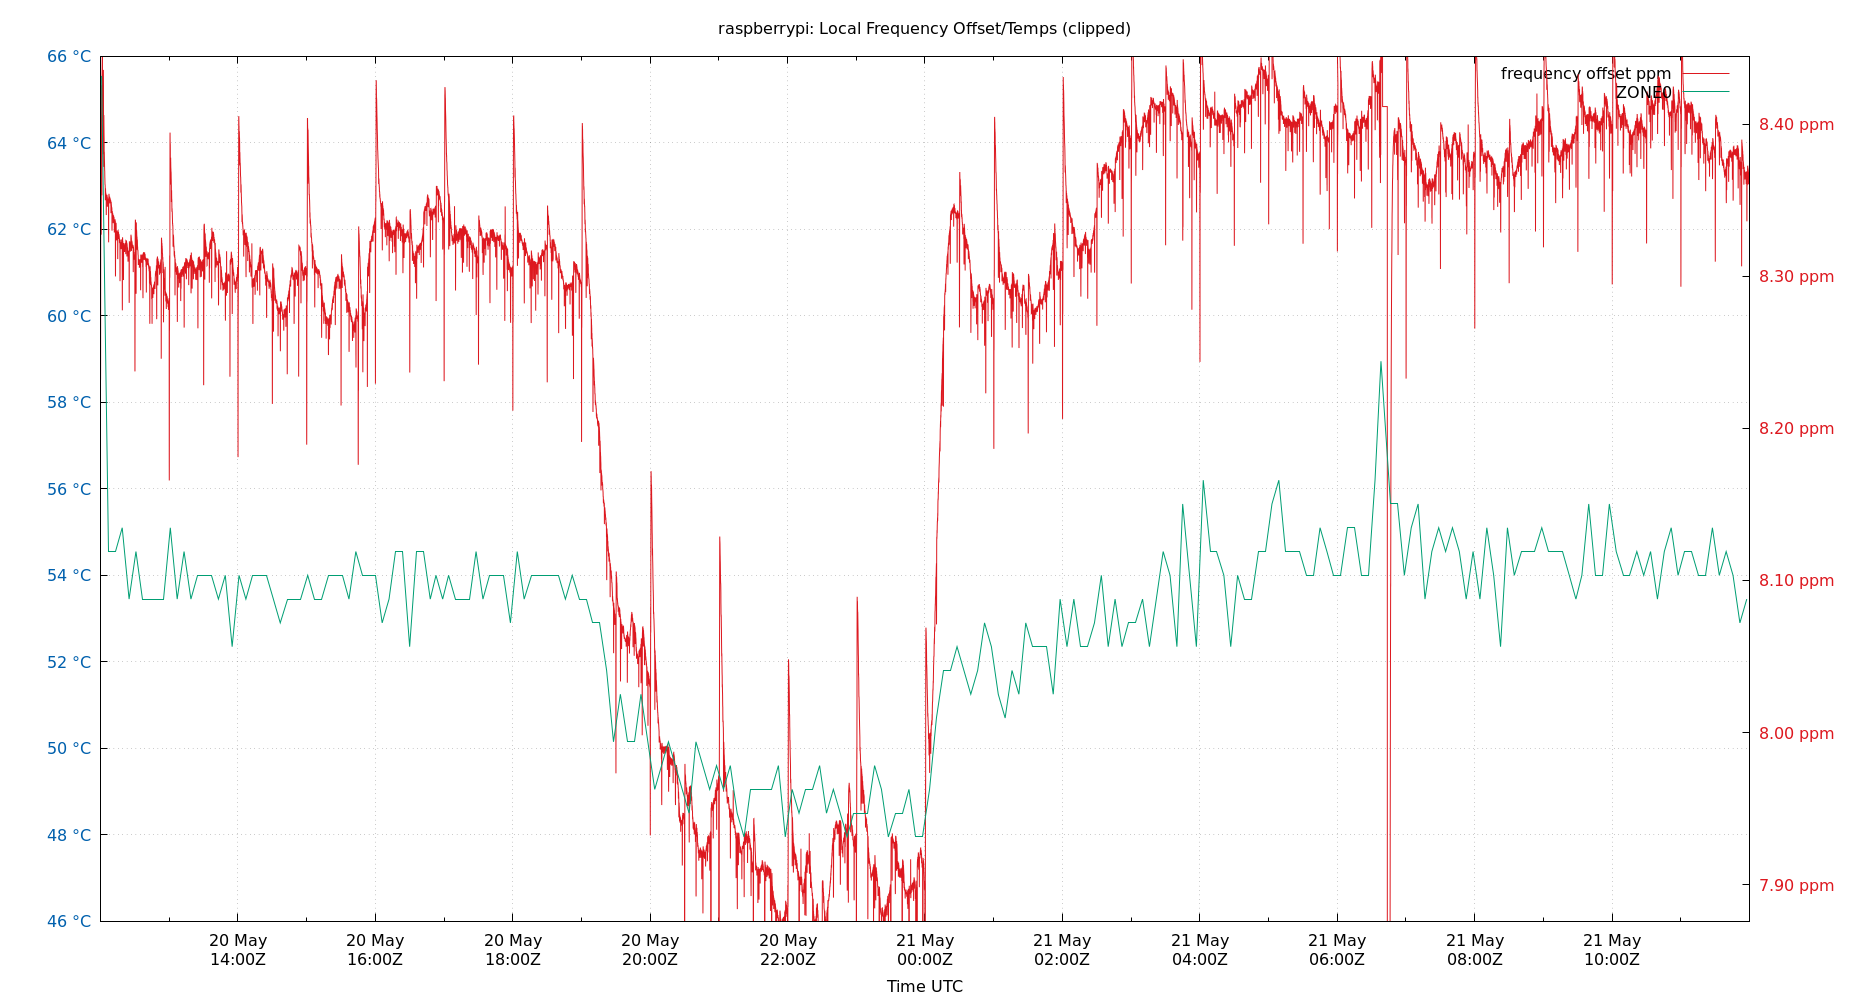 raspberrypi: Local Frequency Offset/Temps (clipped)
66 °C
64 °C
62 °C
60 °C
58 °C
56 °C
54 °C
52 °C
50 °C
48 °C
46 °C
frequency offset ppm
ZONE0
8.40 ppm
8.30 ppm
8.20 ppm
8.10 ppm
8.00 ppm
7.90 ppm
20 May 20 May 20 May 20 May 20 May 21 May 21 May 21 May 21 May 21 May 21 May
14:00Z 16:00Z 18:00Z 20:00Z 22:00Z 00:00Z 02:00Z 04:00Z 06:00Z 08:00Z 10:00Z
Time UTC